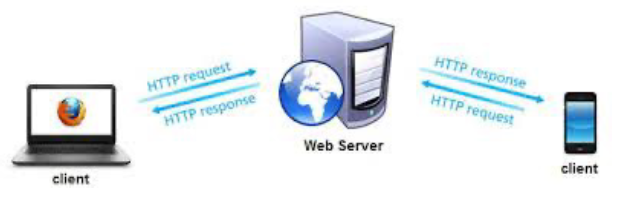 HTTP request
HTTP response
client
Web Server
HTTP response
HTTP request
client